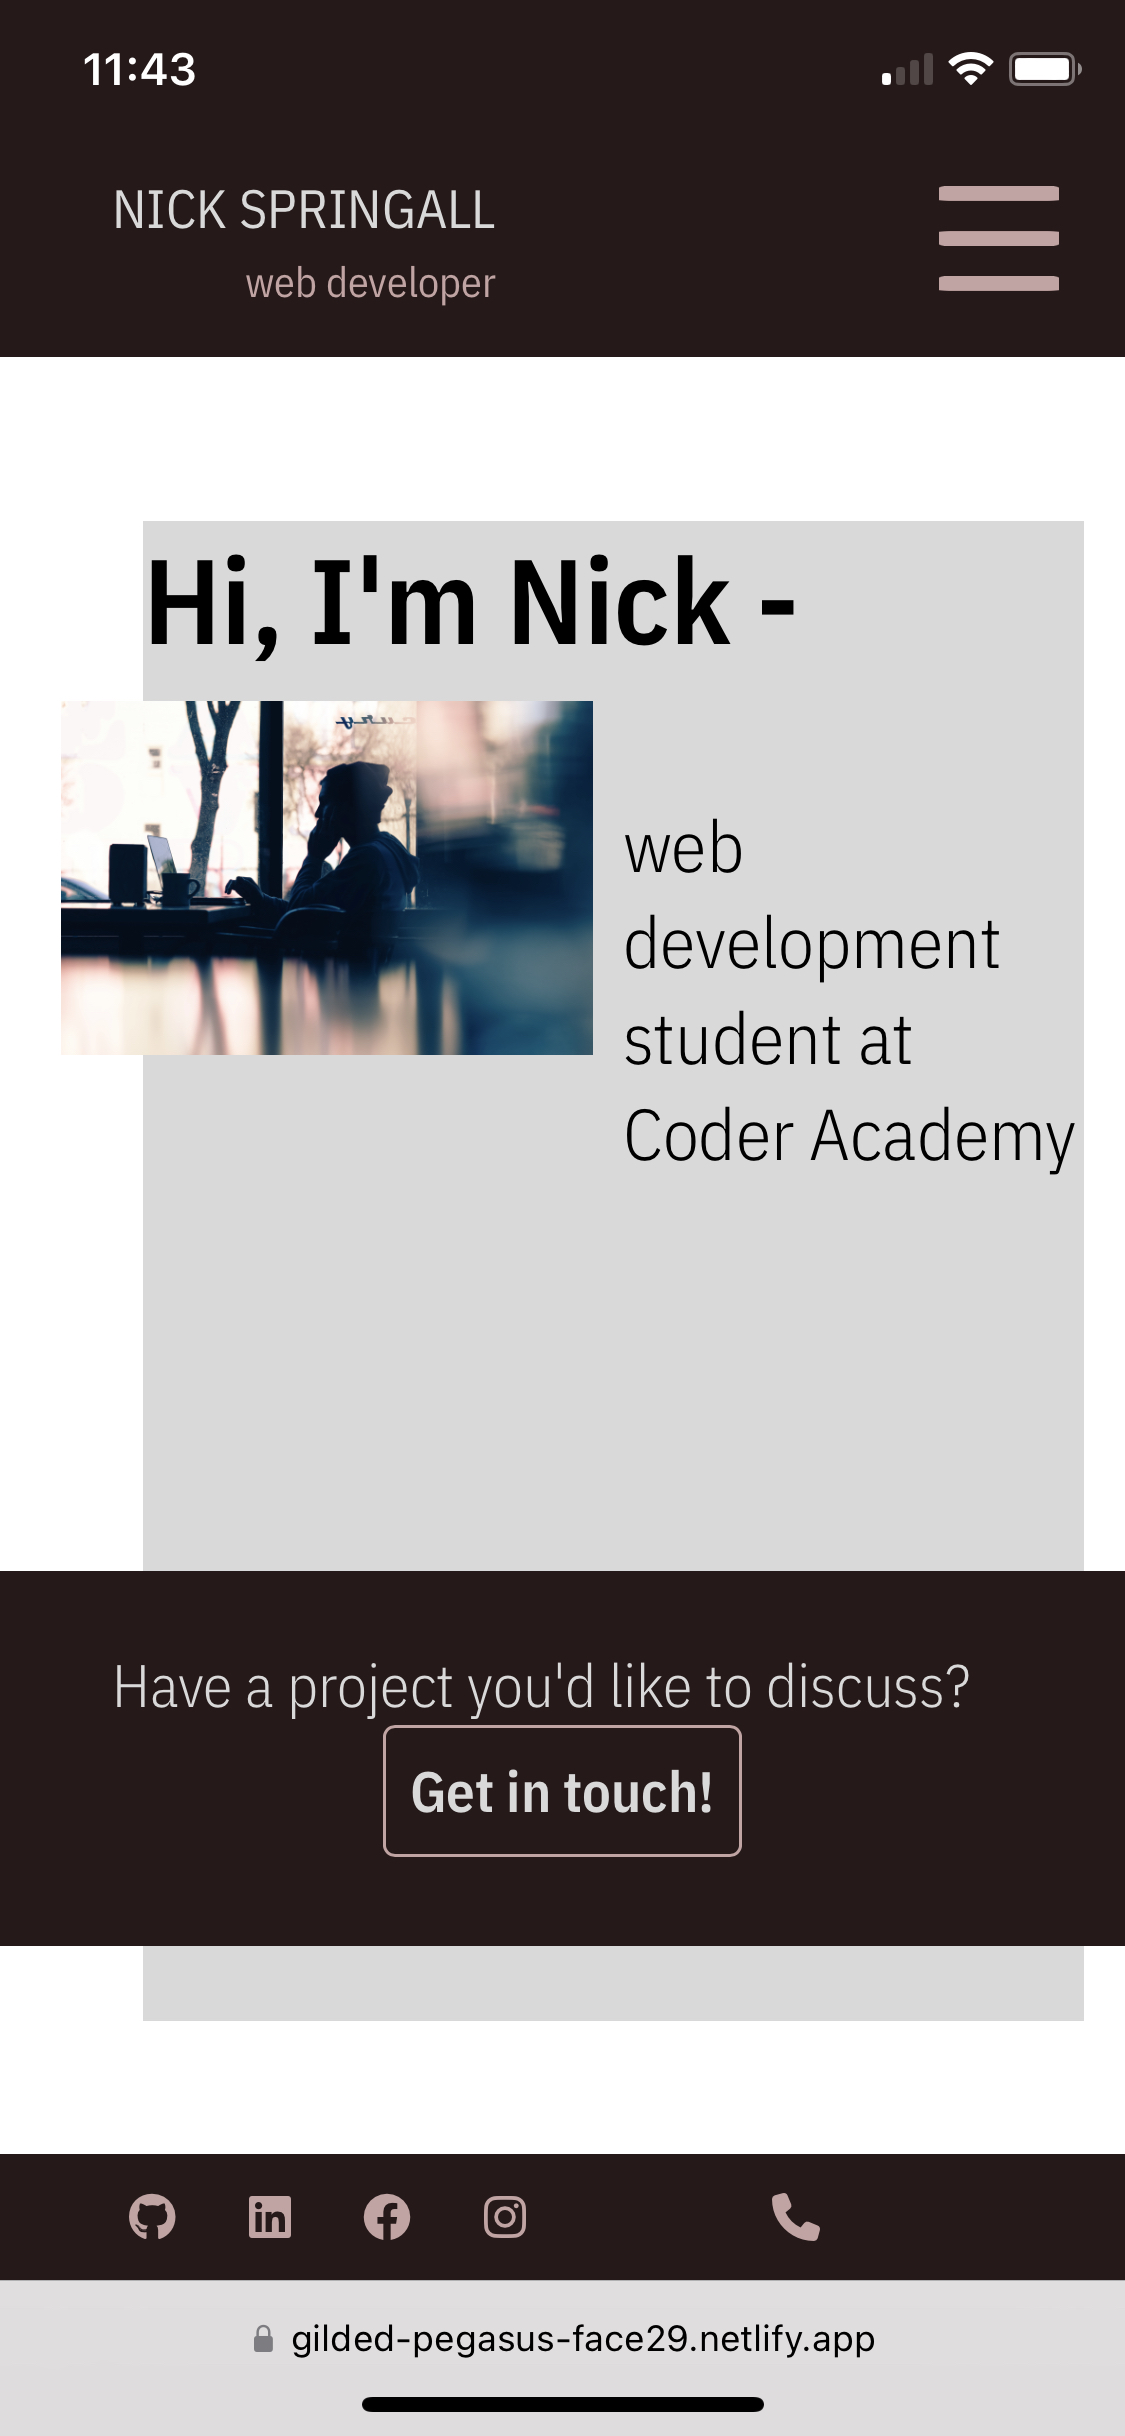 11:43
NICK SPRINGALL
web developer
Hi, I'm Nick -
web
development
student at
Coder Academy
Have a project you'd like to discuss?
Get in touch!
in
gilded-pegasus-face29.netlify.app